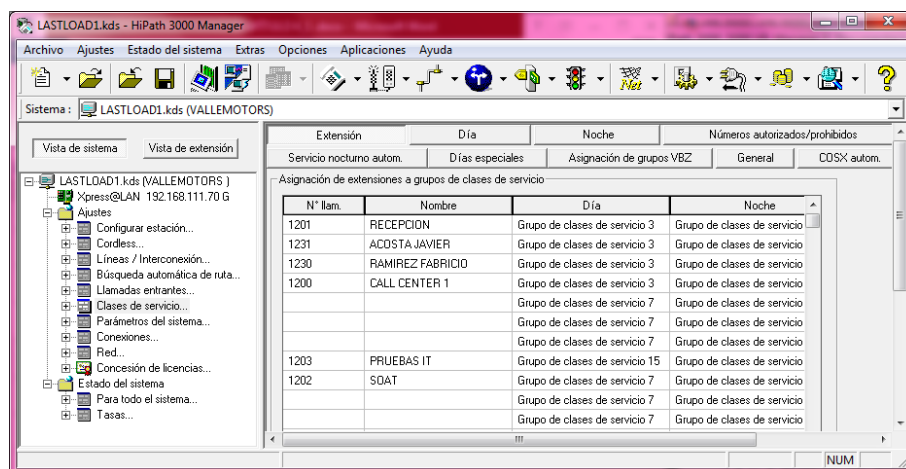 LASTLOAD1.kds - HiPath 3000 Manager
Archivo Ajustes Estado del sistema Extras Opciones Aplicaciones Ayuda
Net
Sistema : LASTLOAD1.kds (VALLEMOTORS)
Vista de sistema Vista de extensión
LASTLOAD1.kds (VALLEMOTORS )
Xpress@LAN 192.168.111.70 G
Ajustes
Configurar estación...
Cordless...
Líneas / Interconexión...
Búsqueda automática de ruta...
Llamadas entrantes...
Clases de servicio...
Parámetros del sistema...
Conexiones...
Red...
Concesión de licencias...
Estado del sistema
Para todo el sistema...
Tasas...
Extensión Día Noche Números autorizados/prohibidos
Servicio nocturno autom. Días especiales Asignación de grupos VBZ General COSX autom.
Asignación de extensiones a grupos de clases de servicio
N° llam. Nombre Día Noche
1201 RECEPCION Grupo de clases de servicio 3 Grupo de clases de servicio
1231 ACOSTA JAVIER Grupo de clases de servicio 3 Grupo de clases de servicio
1230 RAMIREZ FABRICIO Grupo de clases de servicio 3 Grupo de clases de servicio
1200 CALL CENTER 1 Grupo de clases de servicio 3 Grupo de clases de servicio
Grupo de clases de servicio 7 Grupo de clases de servicio
Grupo de clases de servicio 7 Grupo de clases de servicio
Grupo de clases de servicio 7 Grupo de clases de servicio
1203 PRUEBAS IT Grupo de clases de servicio 15 Grupo de clases de servicio
1202 SOAT Grupo de clases de servicio 7 Grupo de clases de servicio
Grupo de clases de servicio 7 Grupo de clases de servicio
Grupo de clases de servicio 7 Grupo de clases de servicio
NUM